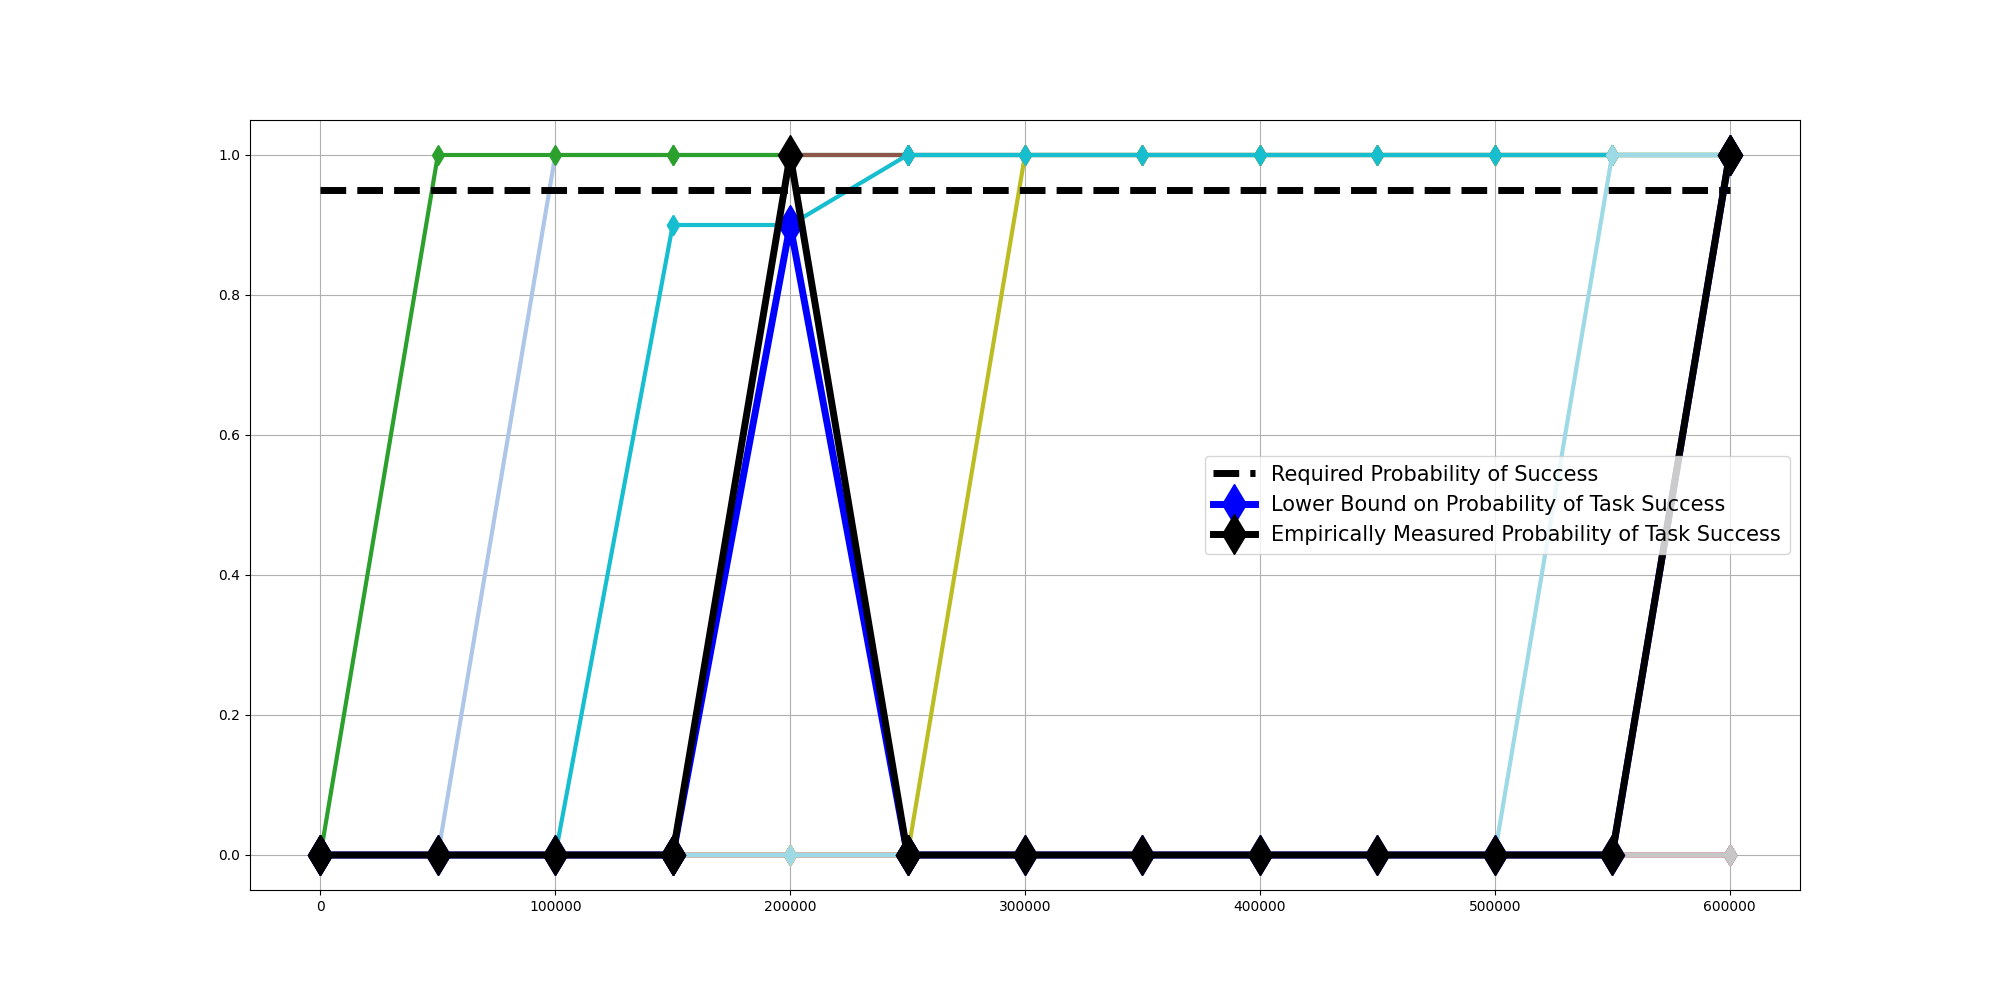 1.0
0.8
0.6
0.4
0.2
0.0
Required Probability of Success
Lower Bound on Probability of Task Success
Empirically Measured Probability of Task Success
0 100000 200000 300000 400000 500000 600000